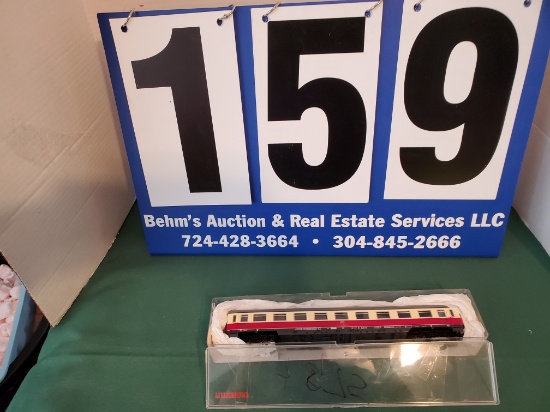 159
Behm's Auction & Real Estate Services LLC
724-428-3664 • 304-845-2666